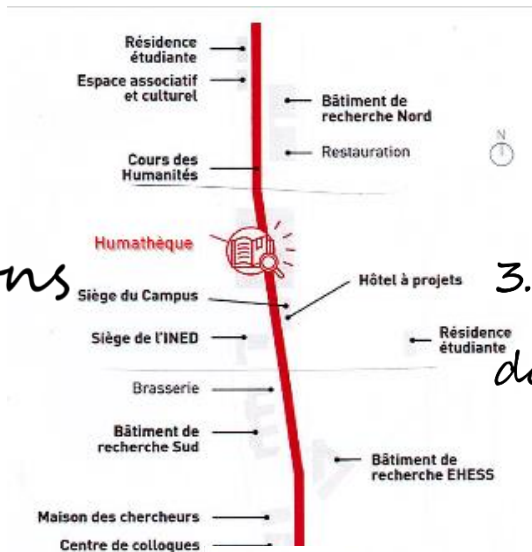 Résidence
étudiante
Espace associatif
et culturel
Bâtiment de
recherche Nord
Restauration
N
Cours des
Humanités
Humathèque
ns
Siège du Campus
Hôtel à projets
3.
Siège de l'INED
Résidence
étudiante
Brasserie
Bâtiment de
recherche Sud
Bâtiment de
recherche EHESS
Maison des chercheurs
Centre de colloques